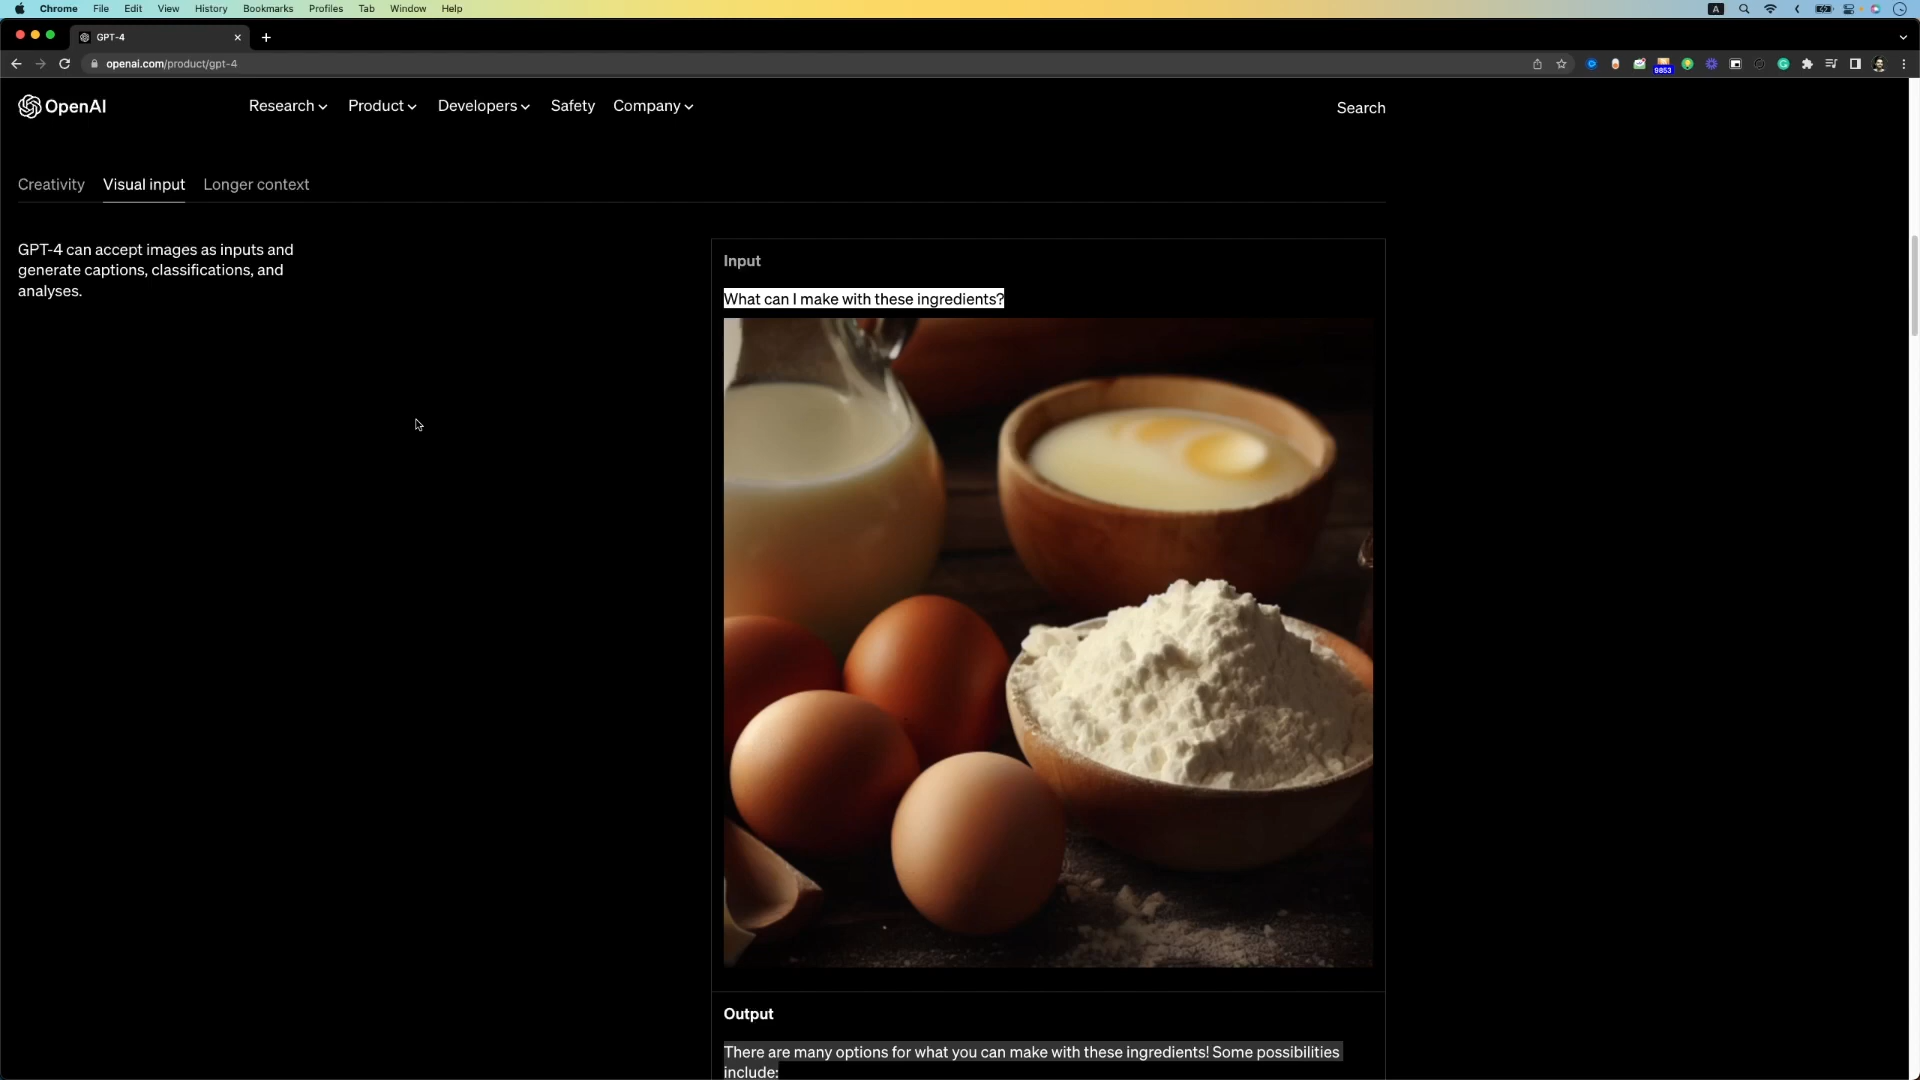 Chrome File Edit View History Bookmarks Profiles Tab Window Help
A
GPT-4
openai.com/product/gpt-4
9853
OpenAI
Research Product Developers Safety Company
Search
Creativity Visual input Longer context
GPT-4 can accept images as inputs and
generate captions, classifications, and
analyses.
Input
What can I make with these ingredients?
Output
There are many options for what you can make with these ingredients! Some possibilities
include: